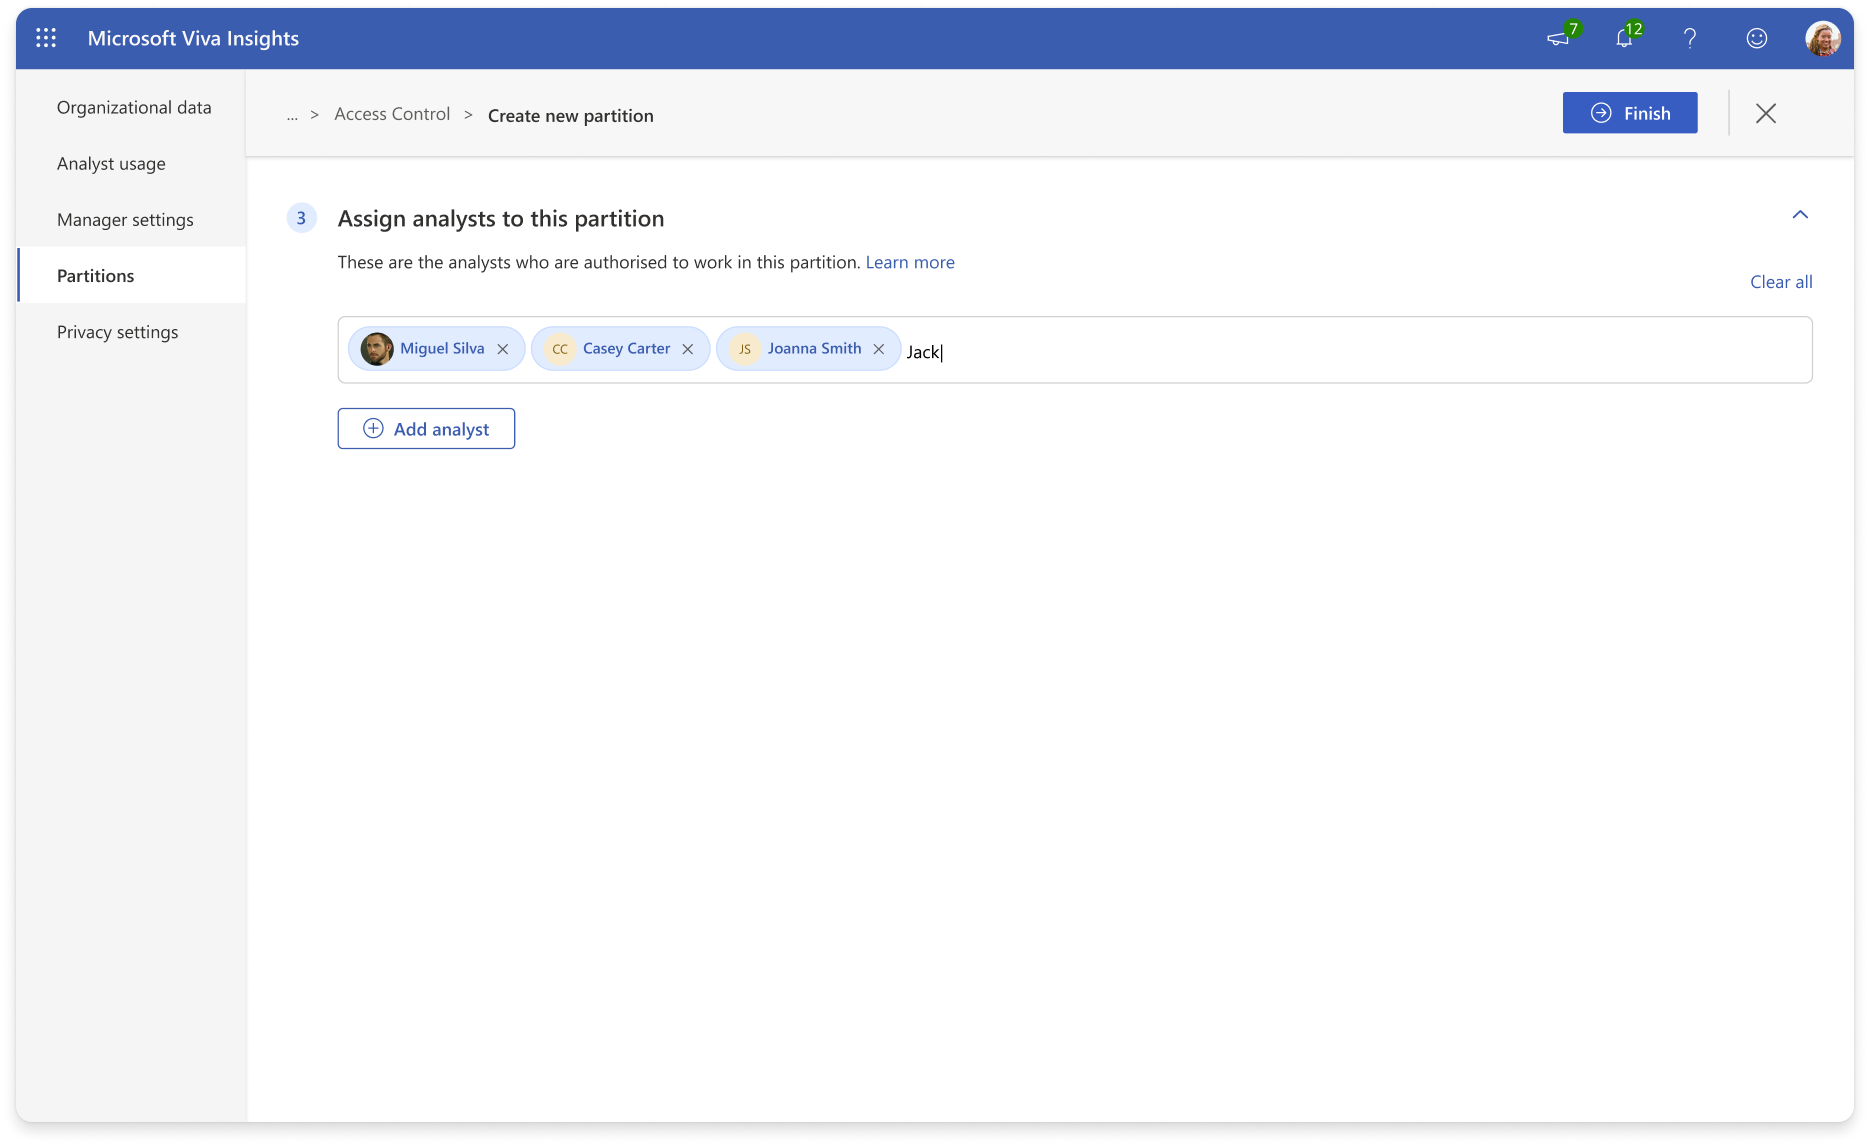 Microsoft Viva Insights
7
12
Organizational data
Analyst usage
Manager settings
Partitions
Privacy settings
... > Access Control > Create new partition
Finish
3
Assign analysts to this partition
These are the analysts who are authorised to work in this partition. Learn more
Clear all
Miguel Silva
CC Casey Carter
JS Joanna Smith
Jack
Add analyst